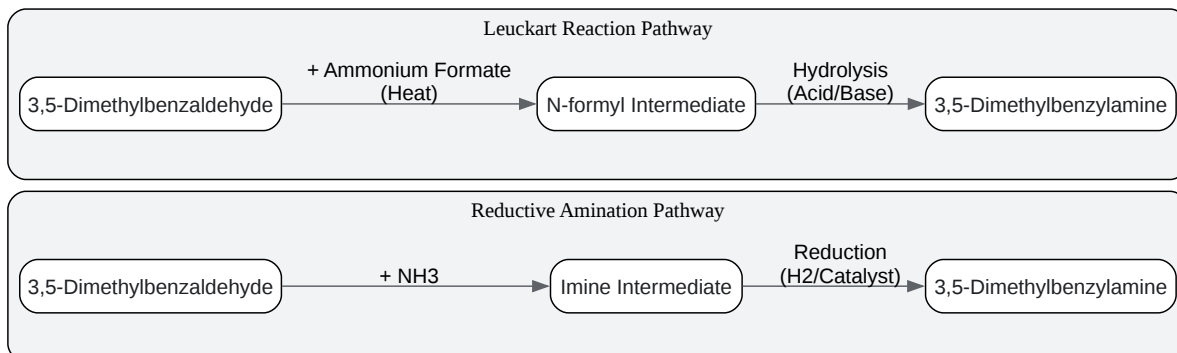 Leuckart Reaction Pathway
3,5-Dimethylbenzaldehyde
+ Ammonium Formate
(Heat)
N-formyl Intermediate
Hydrolysis
(Acid/Base)
3,5-Dimethylbenzylamine
Reductive Amination Pathway
3,5-Dimethylbenzaldehyde
+ NH3
Imine Intermediate
Reduction
(H2/Catalyst)
3,5-Dimethylbenzylamine